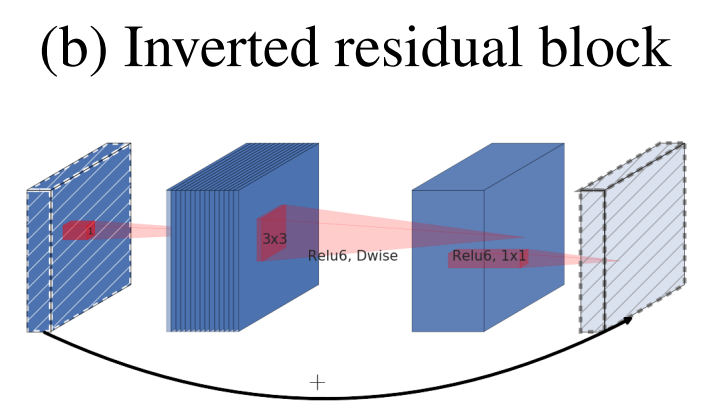 (b) Inverted residual block
1
3x3
Relu6, Dwise
Relu6, 1x1
+